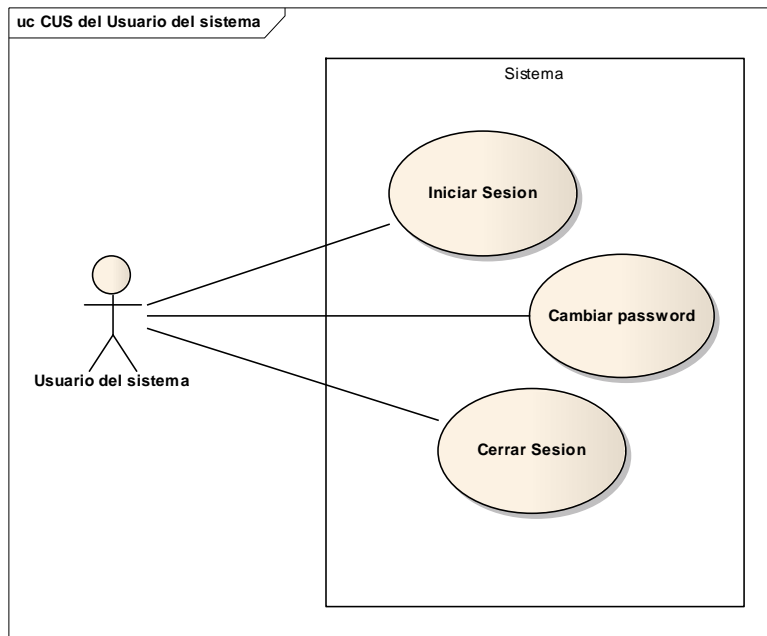 uc CUS del Usuario del sistema
Sistema
Iniciar Sesion
Cambiar password
Usuario del sistema
Cerrar Sesion